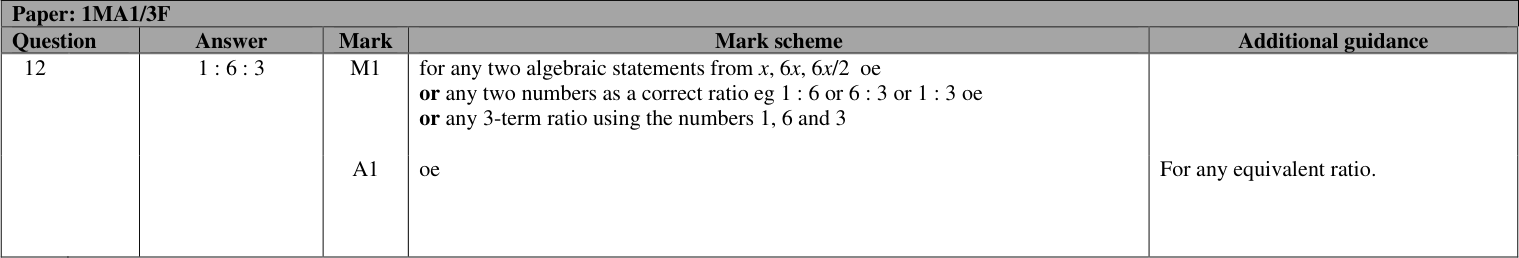 Paper: 1MA1/3F
Question Answer Mark Mark scheme Additional guidance
12 1 : 6 : 3 M1 for any two algebraic statements from x, 6x, 6x/2 oe
or any two numbers as a correct ratio eg 1 : 6 or 6 : 3 or 1 : 3 oe
or any 3-term ratio using the numbers 1, 6 and 3
A1 oe For any equivalent ratio.